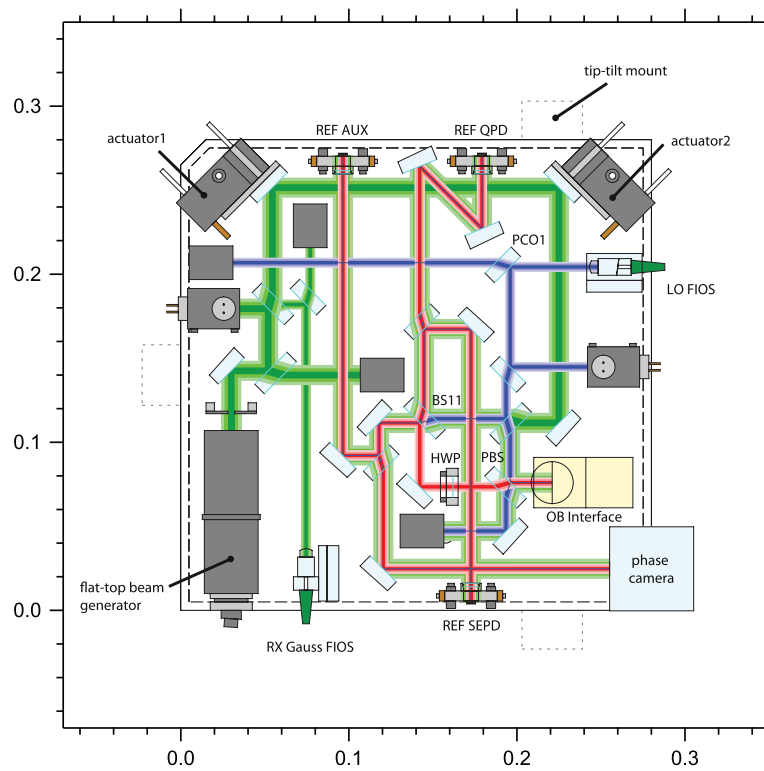 tip-tilt mount
0.3
actuator1
REF AUX
REF QPD
actuator2
PCO1
0.2
LO FIOS
BS11
0.1
HWP
PBS
OB Interface
phase
camera
flat-top beam
generator
0.0
REF SEPD
RX Gauss FIOS
0.0
0.1
0.2
0.3